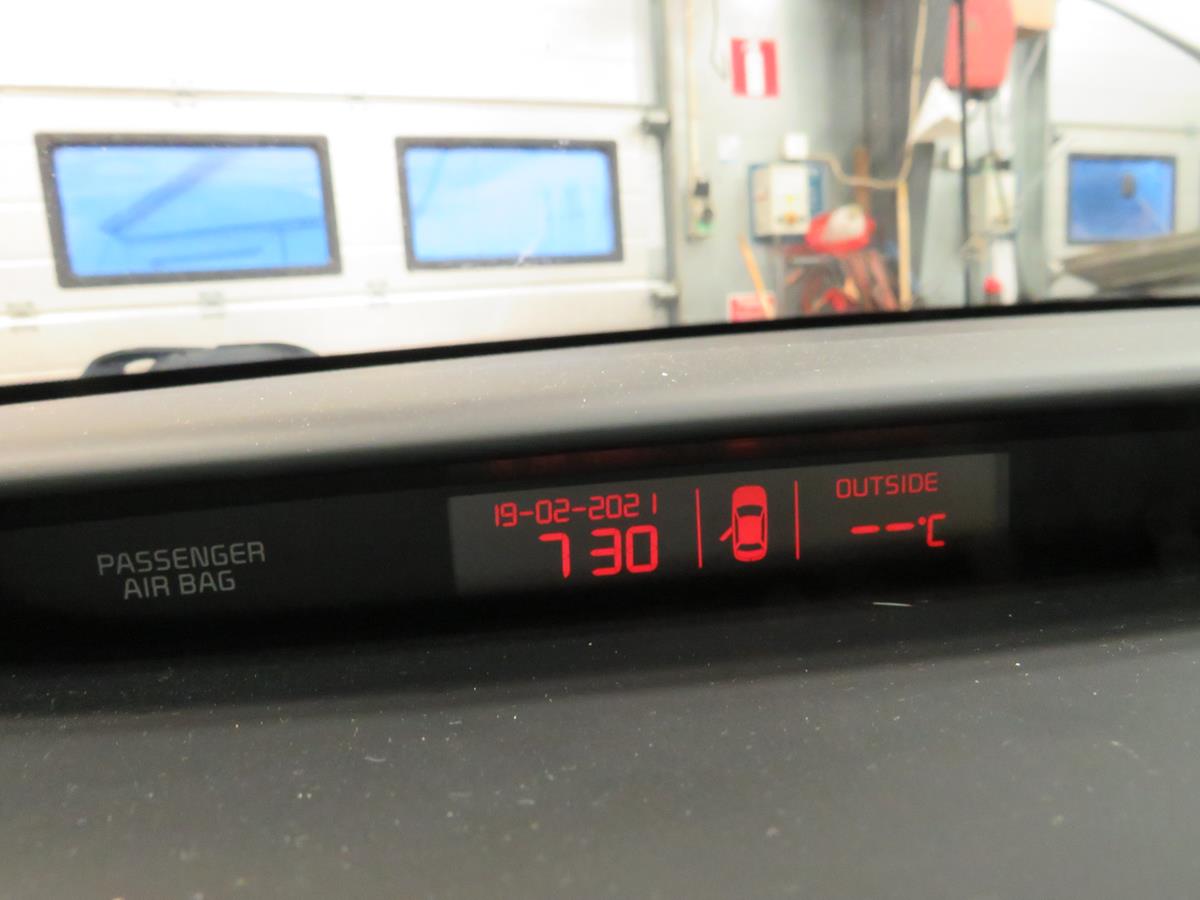 PASSENGER
AIR BAG
19-02-2021
7 30
OUTSIDE
--°C